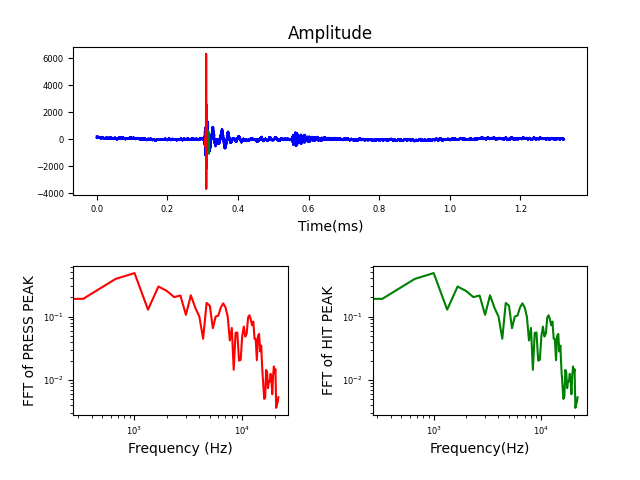 Amplitude
6000
4000
2000
0
−2000
−4000
0.0 0.2 0.4 0.6 0.8 1.0 1.2
Time(ms)
FFT of PRESS PEAK
10⁻¹
10⁻²
10³ 10⁴
Frequency (Hz)
FFT of HIT PEAK
10⁻¹
10⁻²
10³ 10⁴
Frequency(Hz)